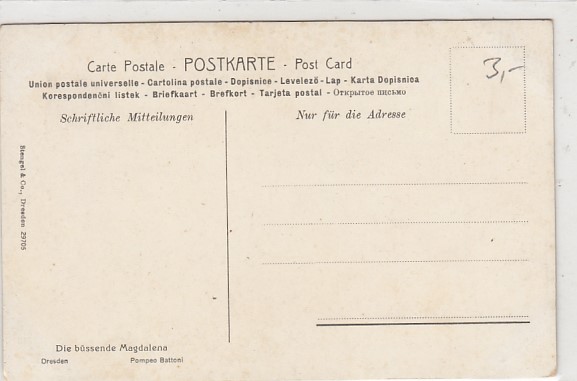 Carte Postale - POSTKARTE - Post Card
Union postale universelle - Cartolina postale - Dopisnice - Levelező-Lap - Karta Dopisnica
Korespondenční listek - Briefkaart - Brefkort - Tarjeta postal - Открытое письмо
3,-
Schriftliche Mitteilungen
Nur für die Adresse
Stengel & Co., Dresden 29705
Die büssende Magdalena
Dresden Pompeo Battoni